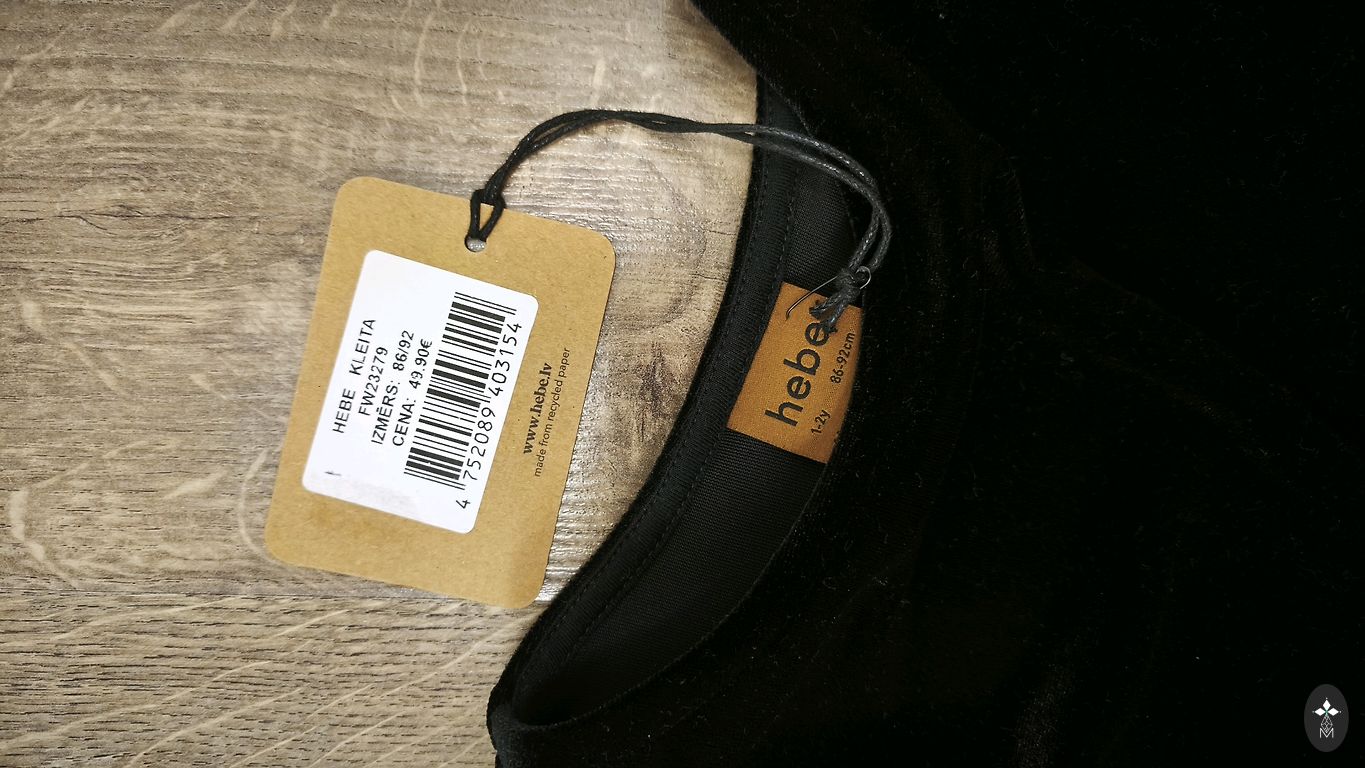 HEBE KLEITA
FW23279
IZMĒRS: 86/92
CENA: 49.90€
4 752089 403154
www.hebe.lv
made from recycled paper
hebe
1-2y 86-92cm
M